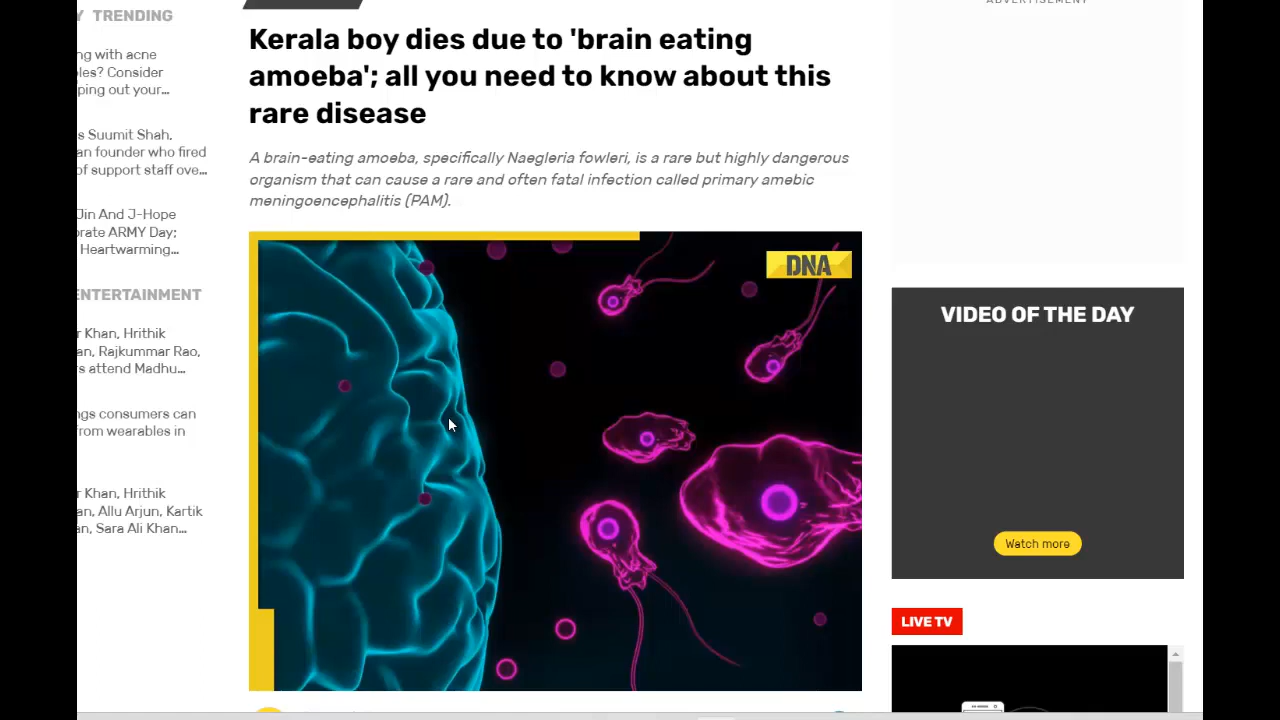 Y TRENDING
ng with acne
les? Consider
ping out your...
s Suumit Shah,
an founder who fired
of support staff ove...
Jin And J-Hope
brate ARMY Day:
Heartwarming...
ENTERTAINMENT
r Khan, Hrithik
an, Rajkummar Rao,
s attend Madhu...
ngs consumers can
from wearables in
r Khan, Hrithik
an, Allu Arjun, Kartik
an, Sara Ali Khan...
Kerala boy dies due to 'brain eating
amoeba'; all you need to know about this
rare disease
A brain-eating amoeba, specifically Naegleria fowleri, is a rare but highly dangerous
organism that can cause a rare and often fatal infection called primary amebic
meningoencephalitis (PAM).
DNA
ADVERTISEMENT
VIDEO OF THE DAY
Watch more
LIVE TV